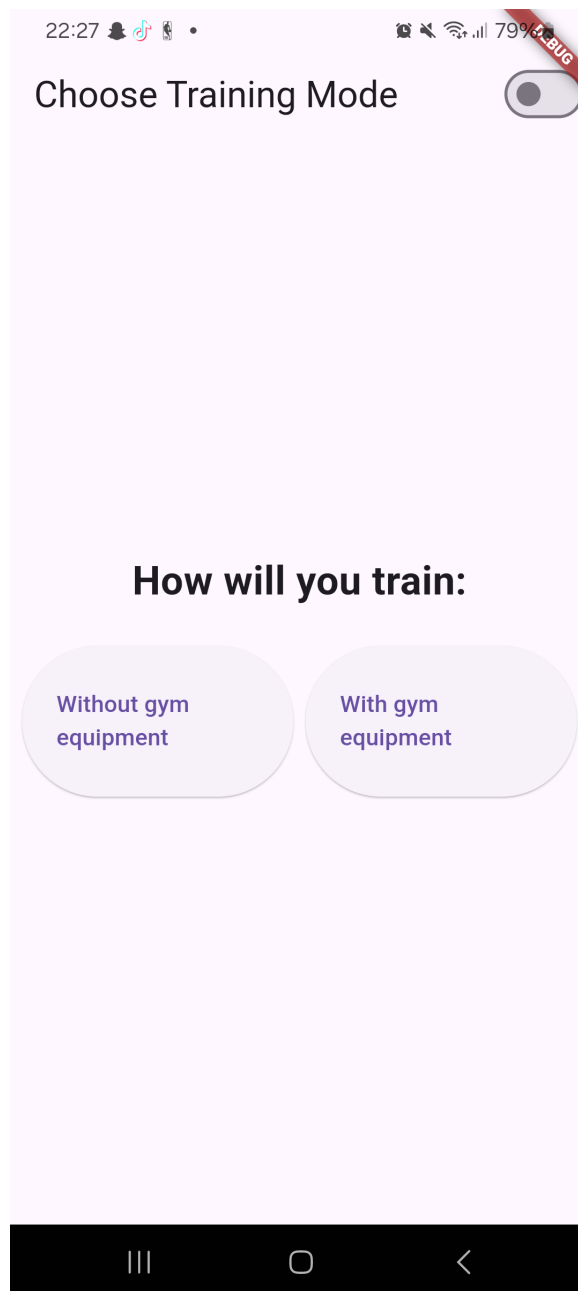 22:27
79%
DEBUG
Choose Training Mode
How will you train:
Without gym
equipment
With gym
equipment